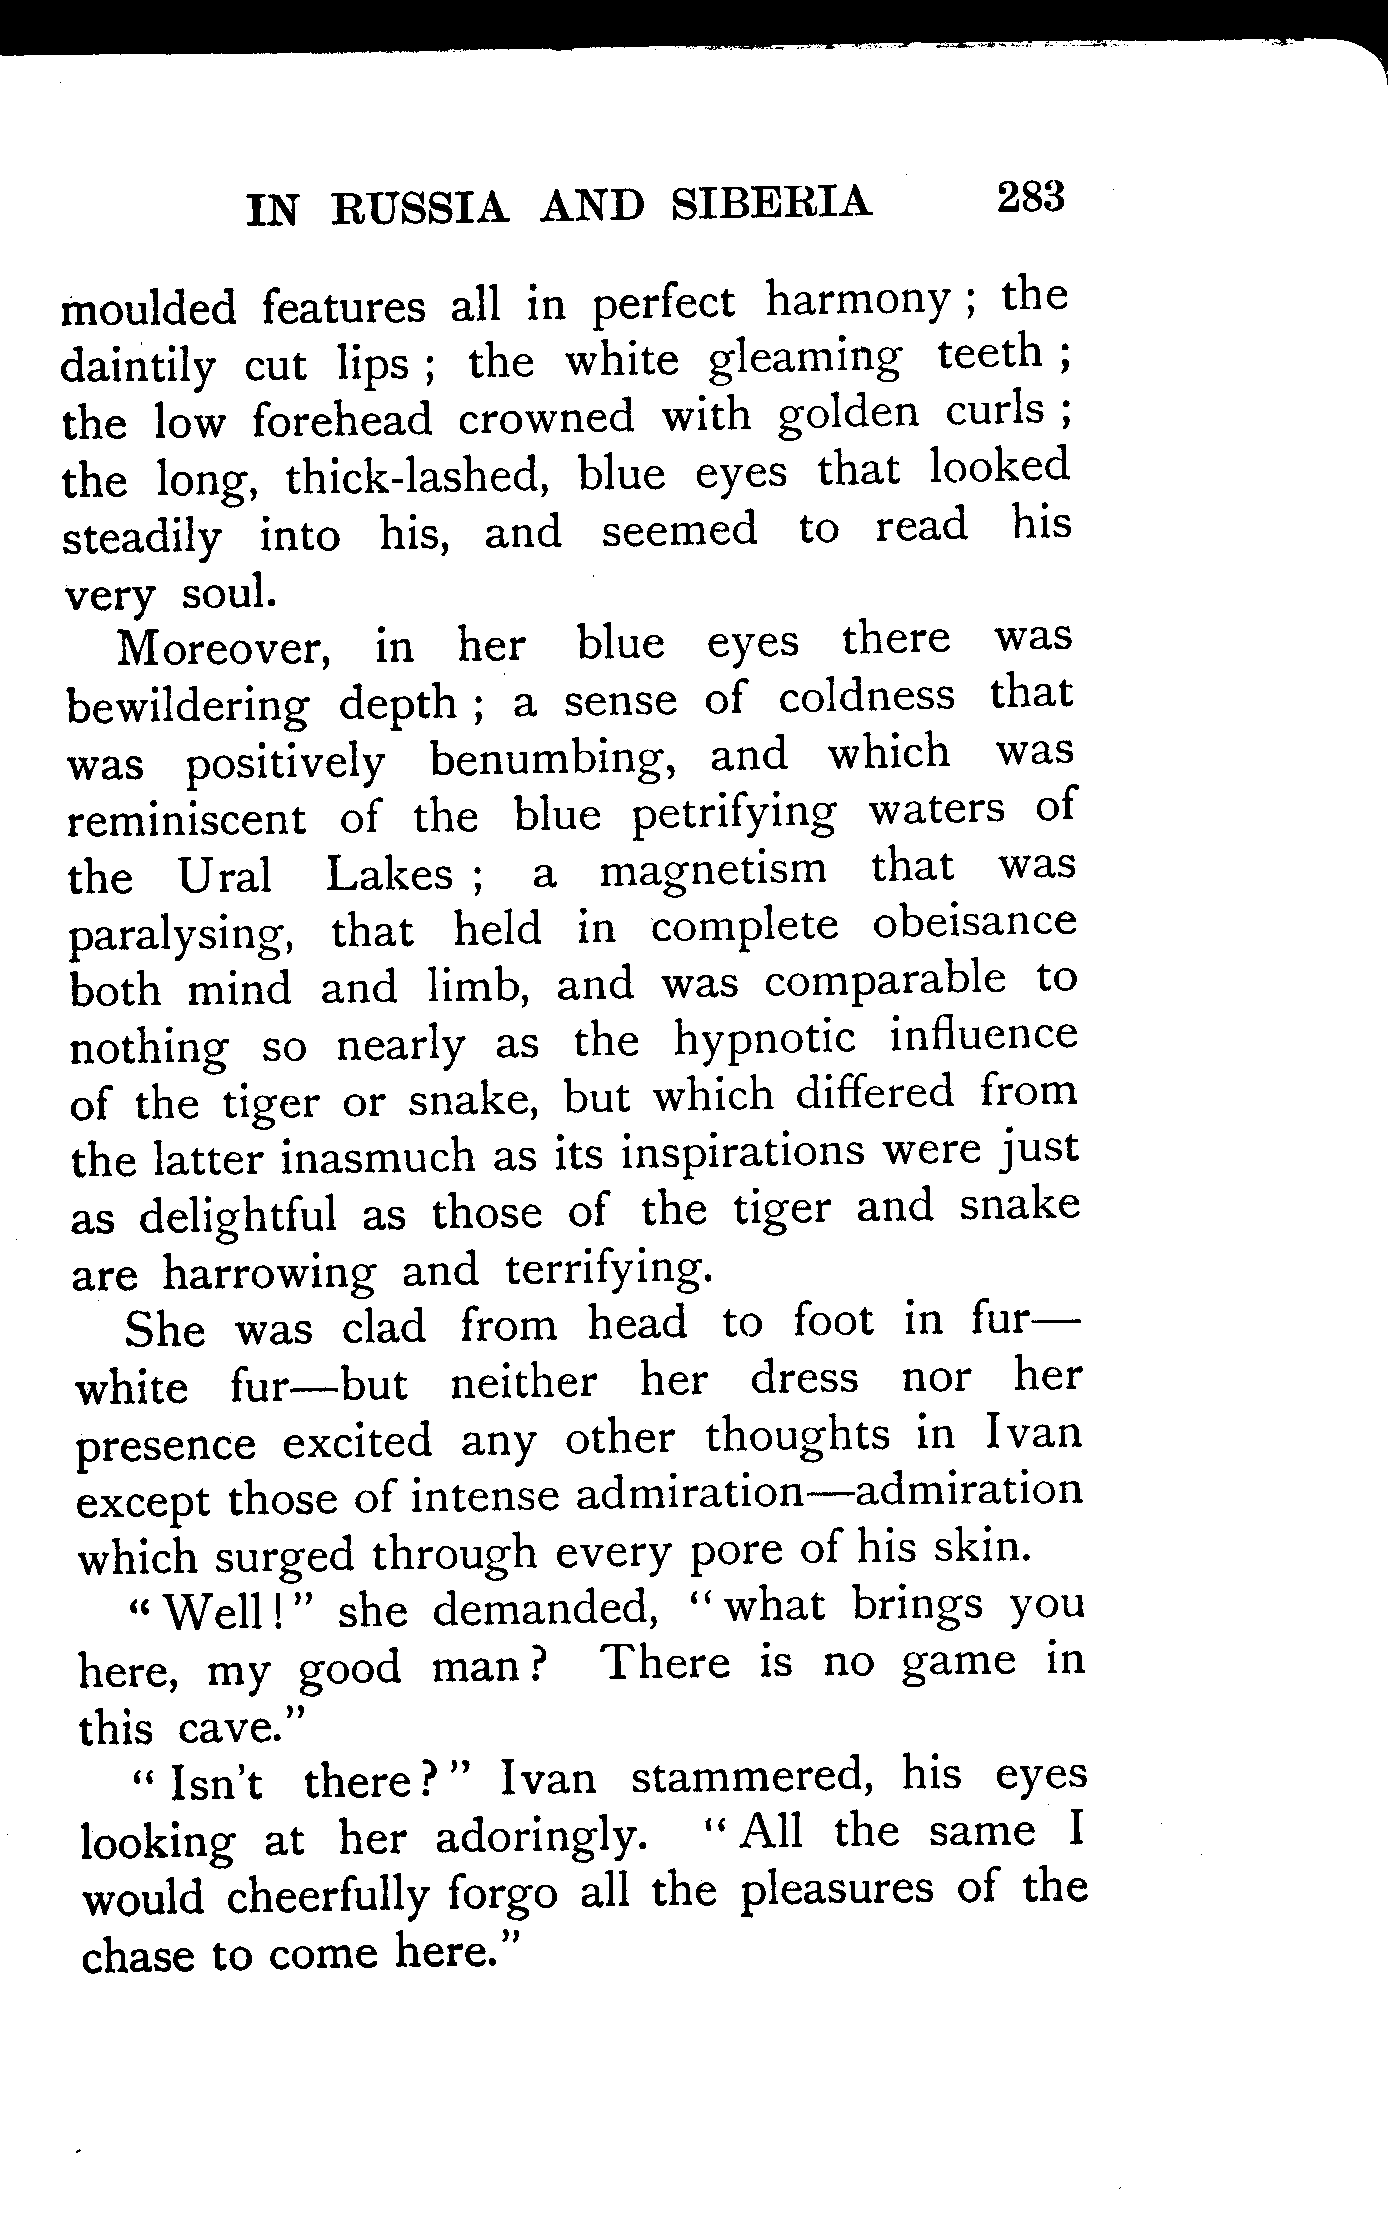 IN RUSSIA AND SIBERIA 283
moulded features all in perfect harmony ; the
daintily cut lips ; the white gleaming teeth ;
the low forehead crowned with golden curls ;
the long, thick-lashed, blue eyes that looked
steadily into his, and seemed to read his
very soul.
Moreover, in her blue eyes there was
bewildering depth ; a sense of coldness that
was positively benumbing, and which was
reminiscent of the blue petrifying waters of
the Ural Lakes ; a magnetism that was
paralysing, that held in complete obeisance
both mind and limb, and was comparable to
nothing so nearly as the hypnotic influence
of the tiger or snake, but which differed from
the latter inasmuch as its inspirations were just
as delightful as those of the tiger and snake
are harrowing and terrifying.
She was clad from head to foot in fur—
white fur—but neither her dress nor her
presence excited any other thoughts in Ivan
except those of intense admiration—admiration
which surged through every pore of his skin.
“ Well ! ” she demanded, “ what brings you
here, my good man ? There is no game in
this cave.”
“ Isn't there ? ” Ivan stammered, his eyes
looking at her adoringly. “ All the same I
would cheerfully forgo all the pleasures of the
chase to come here.”